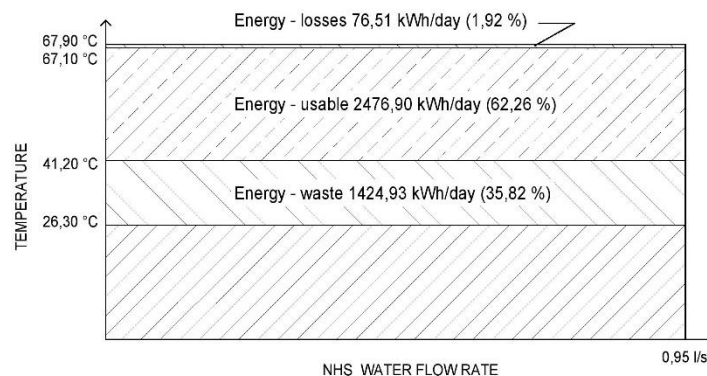 Energy - losses 76,51 kWh/day (1,92 %)
67,90 °C
67,10 °C
Energy - usable 2476,90 kWh/day (62,26 %)
TEMPERATURE
41,20 °C
Energy - waste 1424,93 kWh/day (35,82 %)
26,30 °C
0,95 l/s
NHS WATER FLOW RATE